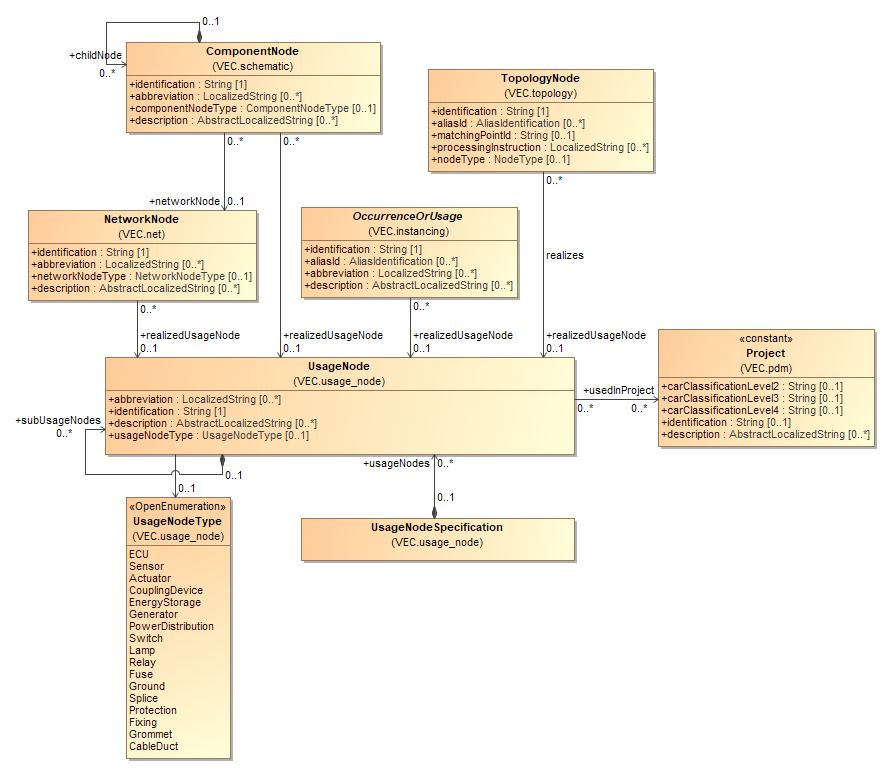 0..1
+childNode
0..*
ComponentNode
(VEC.schematic)
+identification : String [1]
+abbreviation : LocalizedString [0..*]
+componentNodeType : ComponentNodeType [0..1]
+description : AbstractLocalizedString [0..*]
0..*
0..*
+networkNode
0..1
TopologyNode
(VEC.topology)
+identification : String [1]
+aliasId : AliasIdentification [0..*]
+matchingPointId : String [0..1]
+processingInstruction : LocalizedString [0..*]
+nodeType : NodeType [0..1]
0..*
realizes
NetworkNode
(VEC.net)
+identification : String [1]
+abbreviation : LocalizedString [0..*]
+networkNodeType : NetworkNodeType [0..1]
+description : AbstractLocalizedString [0..*]
0..*
OccurrenceOrUsage
(VEC.instancing)
+identification : String [1]
+aliasId : AliasIdentification [0..*]
+abbreviation : LocalizedString [0..*]
+description : AbstractLocalizedString [0..*]
0..*
+realizedUsageNode
0..1
+realizedUsageNode
0..1
+realizedUsageNode
0..1
+realizedUsageNode
0..1
UsageNode
(VEC.usage_node)
+abbreviation : LocalizedString [0..*]
+identification : String [1]
+description : AbstractLocalizedString [0..*]
+usageNodeType : UsageNodeType [0..1]
+usedInProject
0..*
0..*
«constant»
Project
(VEC.pdm)
+carClassificationLevel2 : String [0..1]
+carClassificationLevel3 : String [0..1]
+carClassificationLevel4 : String [0..1]
+identification : String [0..1]
+description : AbstractLocalizedString [0..*]
+subUsageNodes
0..*
0..1
0..1
+usageNodes
0..*
0..1
UsageNodeSpecification
(VEC.usage_node)
«OpenEnumeration»
UsageNodeType
(VEC.usage_node)
ECU
Sensor
Actuator
CouplingDevice
EnergyStorage
Generator
PowerDistribution
Switch
Lamp
Relay
Fuse
Ground
Splice
Protection
Fixing
Grommet
CableDuct